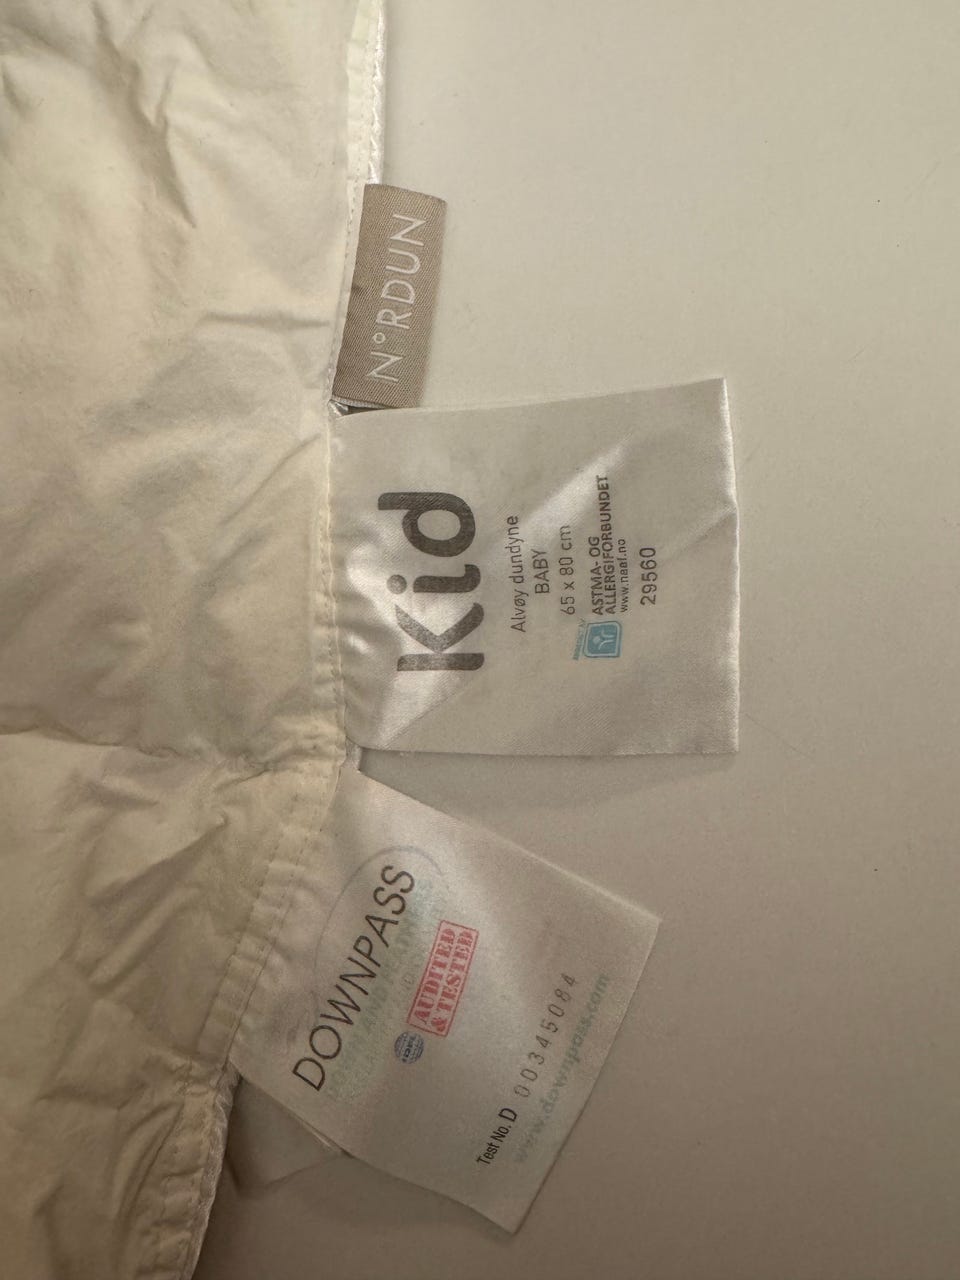 N°RDUN
Kid
Alvøy dundyne
BABY
65 x 80 cm
ASTMA- OG
ALLERGIFORBUNDET
www.naaf.no
29560
DOWNPASS
IDFL
AUDITED
& TESTED
Test No. D 00345084
www.downpass.com